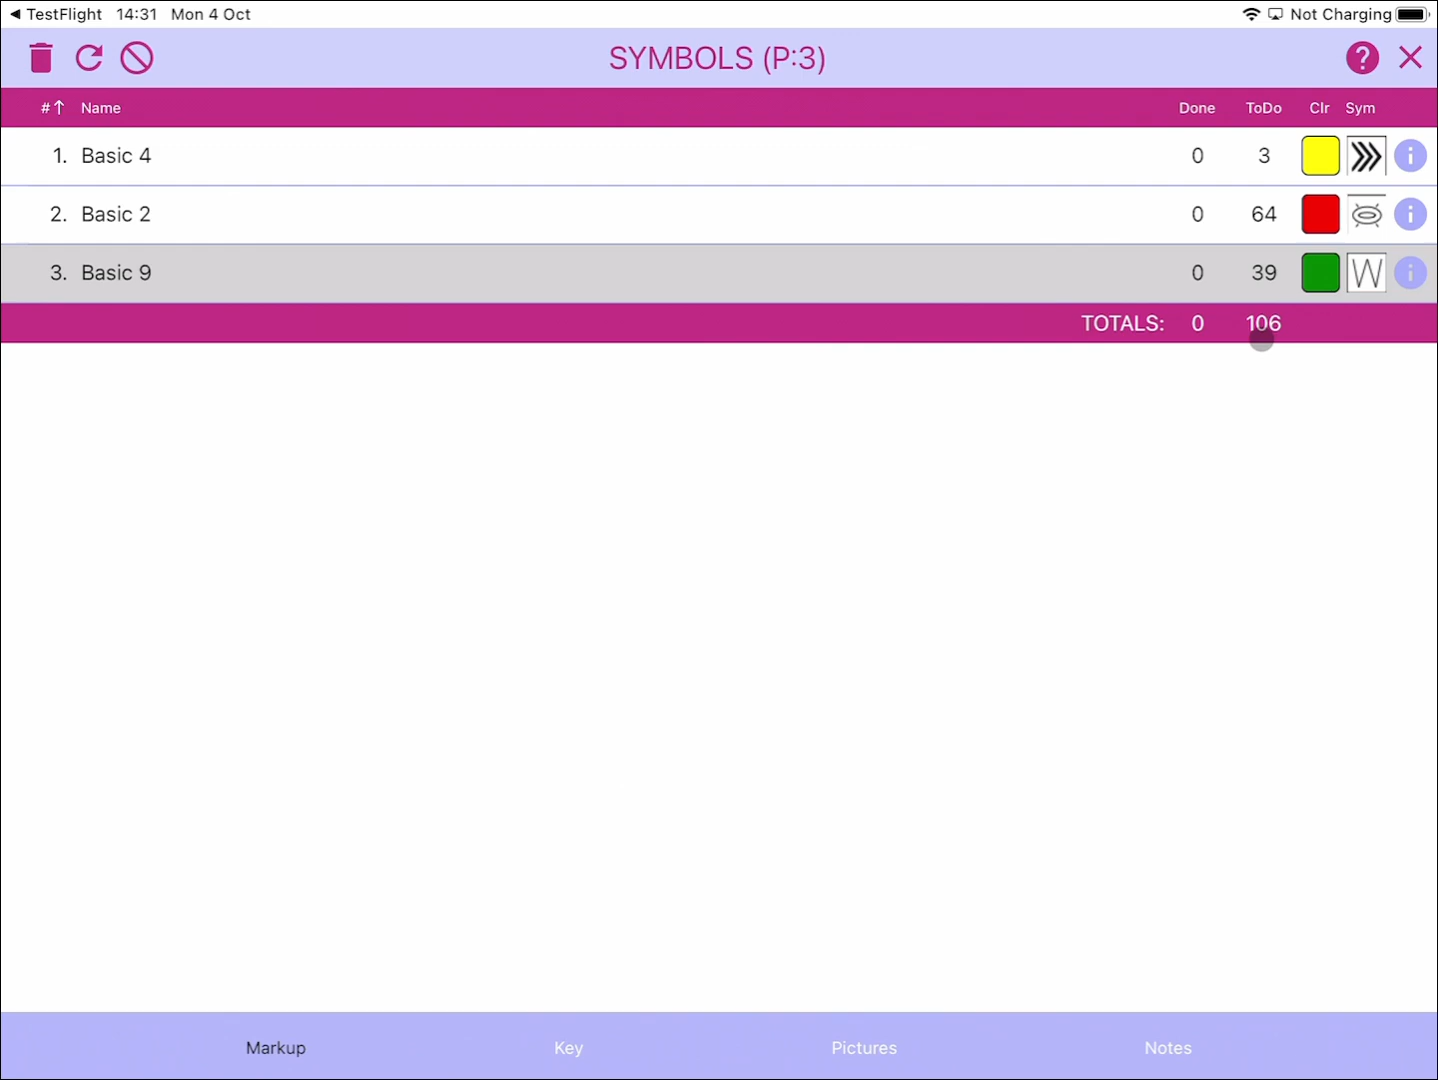 ◀ TestFlight 14:31 Mon 4 Oct Not Charging
SYMBOLS (P:3) ?
#↑ Name Done ToDo Clr Sym
1. Basic 4 0 3 i
2. Basic 2 0 64 i
3. Basic 9 0 39 W i
TOTALS: 0 106
Markup Key Pictures Notes